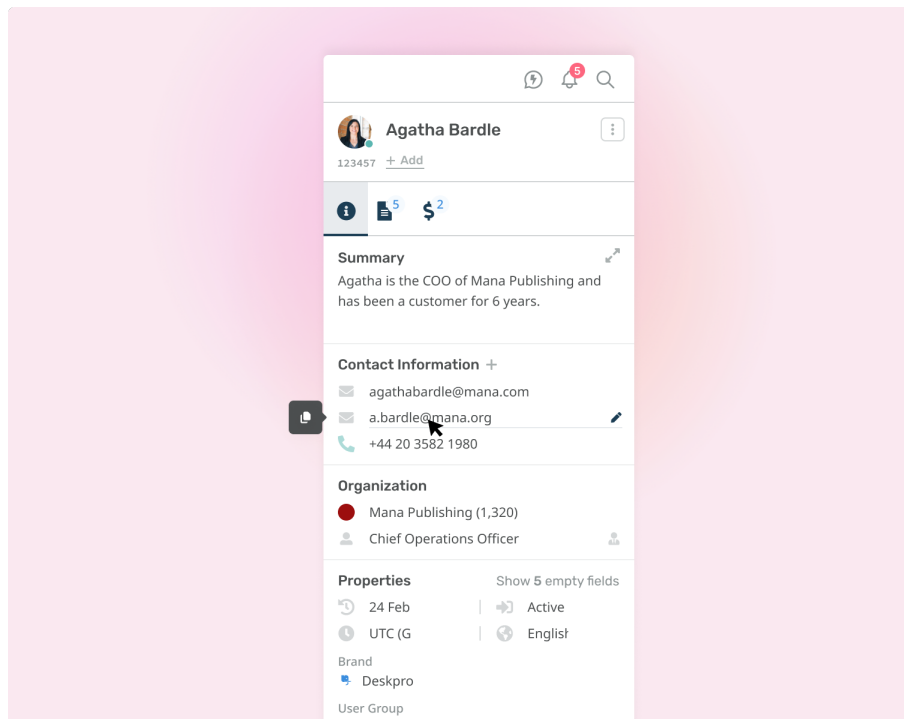 5
Agatha Bardle
123457 + Add
5 2
Summary
Agatha is the COO of Mana Publishing and
has been a customer for 6 years.
Contact Information +
agathabardle@mana.com
a.bardle@mana.org
+44 20 3582 1980
Organization
Mana Publishing (1,320)
Chief Operations Officer
Properties Show 5 empty fields
24 Feb Active
UTC (G Englis
Brand
Deskpro
User Group